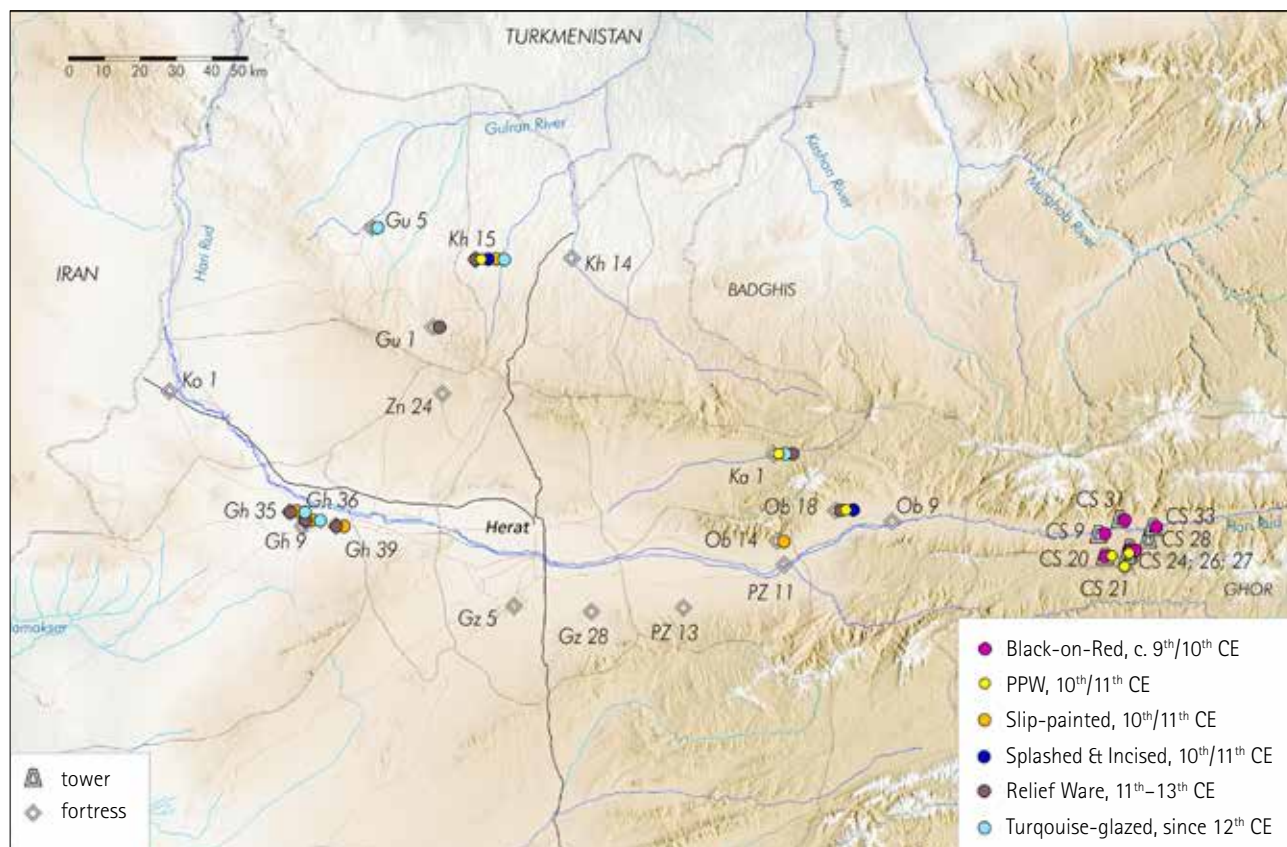 TURKMENISTAN
0 10 20 30 40 50 km
Gulran River
Kushan River
Murghab River
Hari Rud
Gu 5
Kh 15
Kh 14
IRAN
BADGHIS
Gu 1
Ko 1
Zn 24
Ka 1
Gh 36
Gh 35
Gh 9
Gh 39
Herat
Ob 18
Ob 9
Ob 14
CS 31
CS 33
Hari Rud
CS 9
CS 28
CS 20
CS 24; 26; 27
CS 21
GHOR
PZ 11
Gz 5
Gz 28
PZ 13
tower
fortress
Black-on-Red, c. 9th/10th CE
PPW, 10th/11th CE
Slip-painted, 10th/11th CE
Splashed & Incised, 10th/11th CE
Relief Ware, 11th–13th CE
Turqouise-glazed, since 12th CE